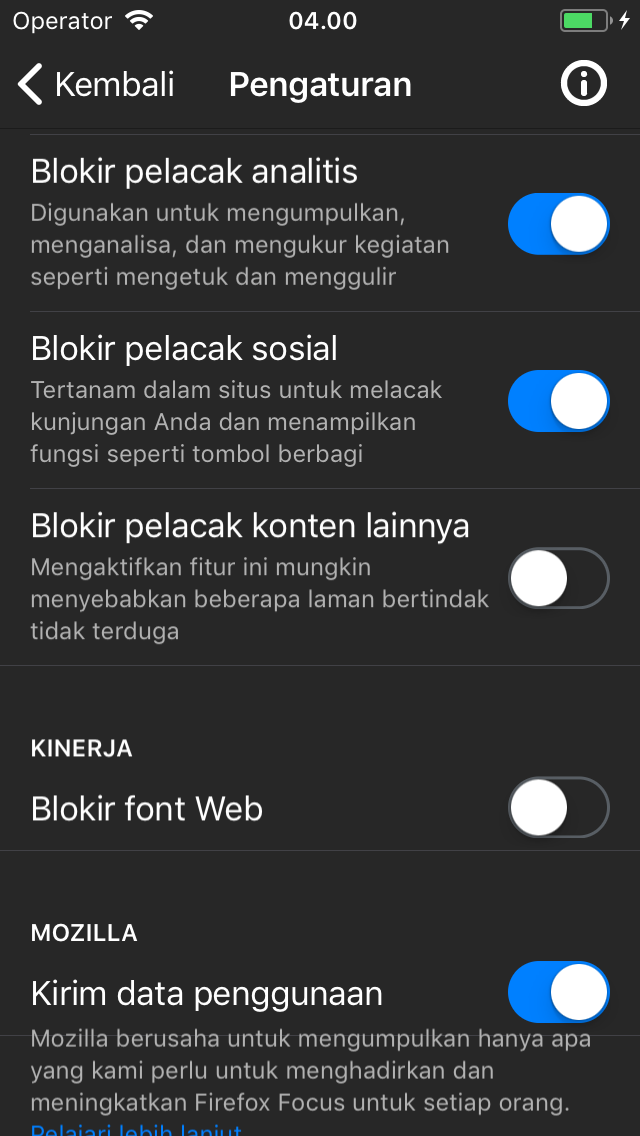 Operator 04.00
Kembali Pengaturan
Blokir pelacak analitis
Digunakan untuk mengumpulkan,
menganalisa, dan mengukur kegiatan
seperti mengetuk dan menggulir
Blokir pelacak sosial
Tertanam dalam situs untuk melacak
kunjungan Anda dan menampilkan
fungsi seperti tombol berbagi
Blokir pelacak konten lainnya
Mengaktifkan fitur ini mungkin
menyebabkan beberapa laman bertindak
tidak terduga
KINERJA
Blokir font Web
MOZILLA
Kirim data penggunaan
Mozilla berusaha untuk mengumpulkan hanya apa
yang kami perlu untuk menghadirkan dan
meningkatkan Firefox Focus untuk setiap orang.
Pelajari lebih lanjut